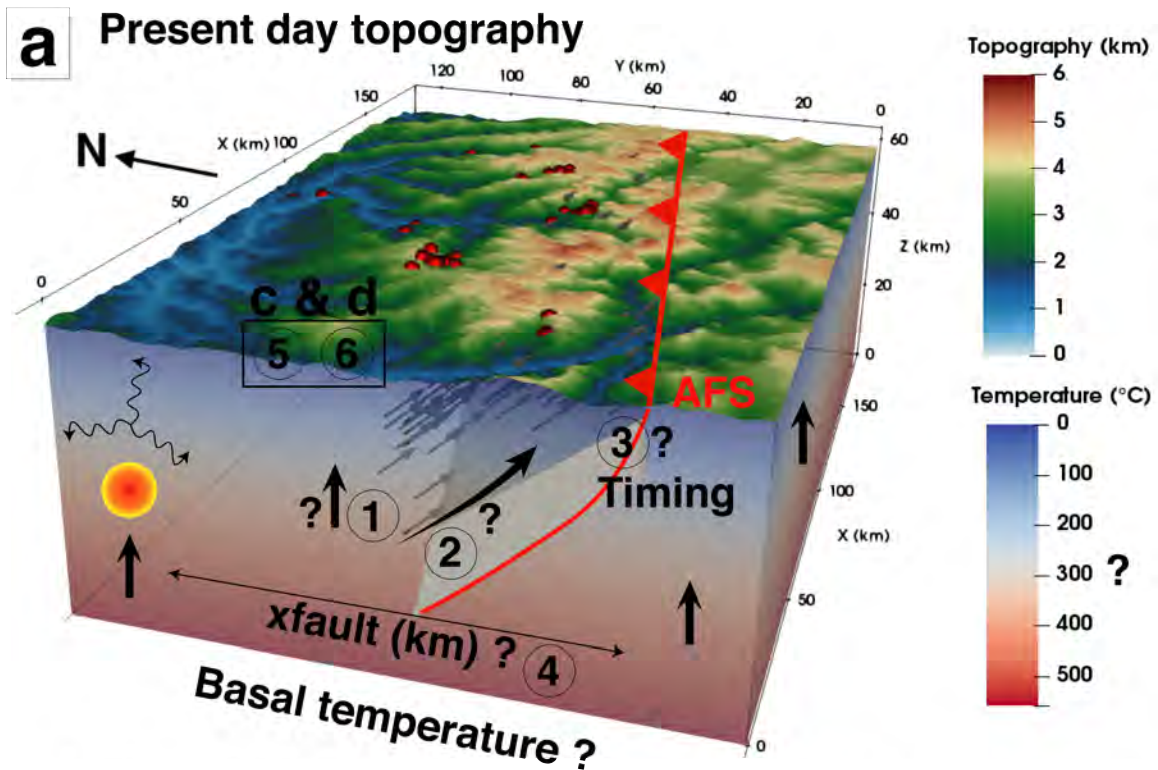 a Present day topography
N
X (km)
0
50
100
150
Y (km)
120
100
80
60
40
20
0
60
40
Z (km)
20
0
150
100
X (km)
50
0
c & d
5 6
AFS
3 ?
Timing
? 1
2 ?
xfault (km) ? 4
Basal temperature ?
Topography (km)
6
5
4
3
2
1
0
Temperature (°C)
0
100
200
300 ?
400
500